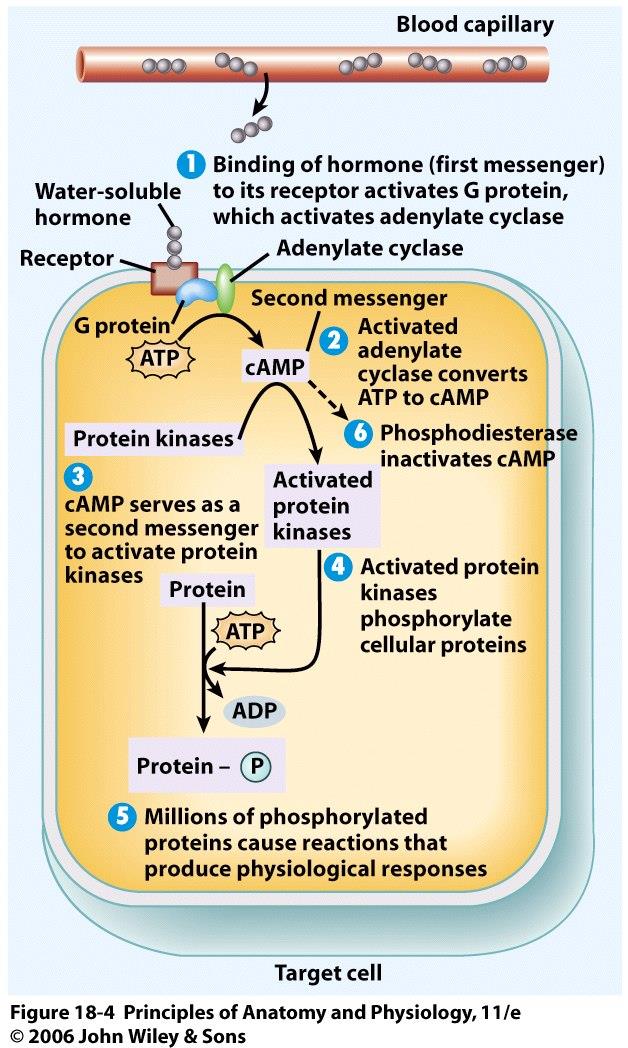 Blood capillary
1 Binding of hormone (first messenger)
to its receptor activates G protein,
which activates adenylate cyclase
Water-soluble
hormone
Adenylate cyclase
Receptor
Second messenger
G protein
ATP
cAMP
2 Activated
adenylate
cyclase converts
ATP to cAMP
Protein kinases
6 Phosphodiesterase
inactivates cAMP
3
cAMP serves as a
second messenger
to activate protein
kinases
Activated
protein
kinases
4 Activated protein
kinases
phosphorylate
cellular proteins
Protein
ATP
ADP
Protein – P
5 Millions of phosphorylated
proteins cause reactions that
produce physiological responses
Target cell
Figure 18-4 Principles of Anatomy and Physiology, 11/e
© 2006 John Wiley & Sons